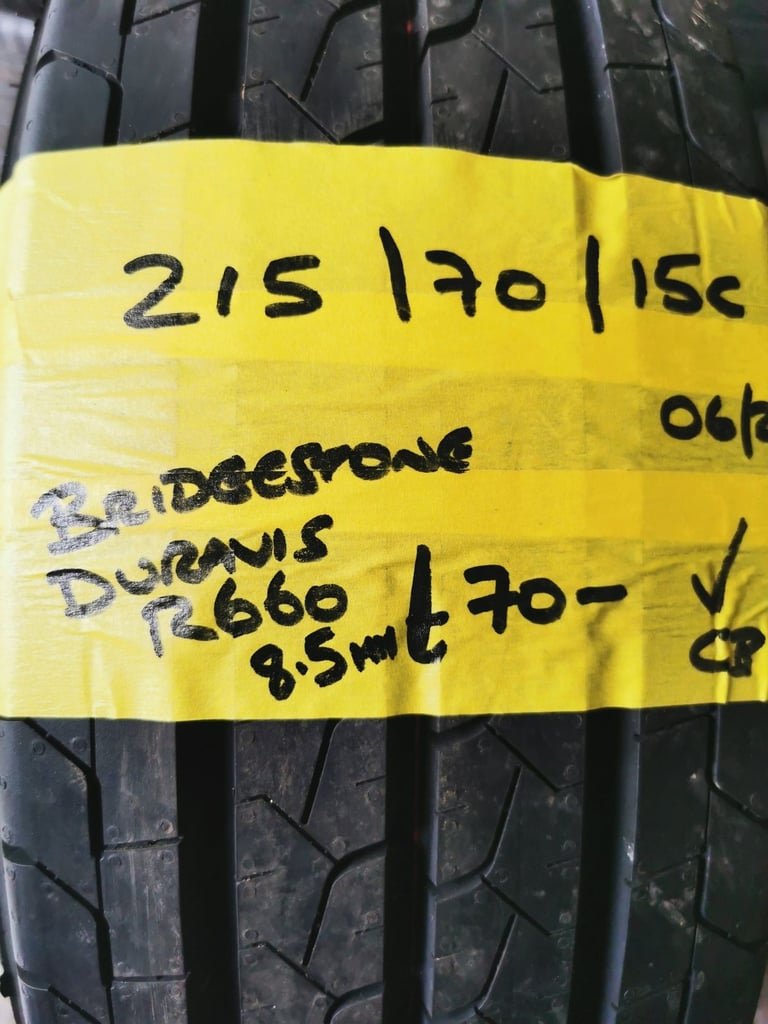 215/70/15C
06/
BRIDGESTONE
DURAVIS
R660
8.5MM
£70-
✓
CB